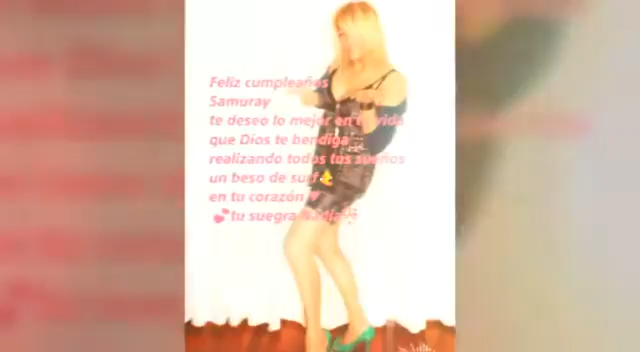 Feliz cumpleaños
Samuray
te deseo lo mejor en tu vida
que Dios te bendiga
realizando todos tus sueños
un beso de surf
en tu corazón
tu suegra